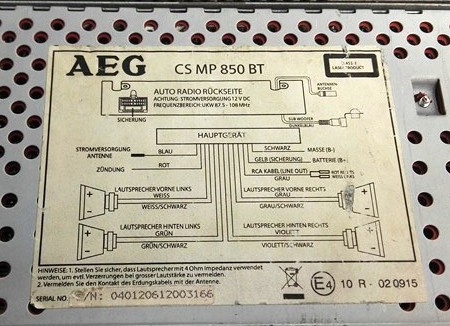 AEG
CS MP 850 BT
CLASS 1
LASER PRODUCT
AUTO RADIO RÜCKSEITE
ACHTUNG: STROMVERSORGUNG 12 V DC
FREQUENZBEREICH: UKW 87.5 - 108 MHz
ANTENNEN
BUCHSE
SICHERUNG
SUB WOOFER
DUNKELBLAU
HAUPTGERÄT
STROMVERSORGUNG
ANTENNE
BLAU
SCHWARZ
MASSE (B-)
ZÜNDUNG
ROT
GELB (SICHERUNG)
BATTERIE (B+)
RCA KABEL (LINE OUT)
GRAU
LAUTSPRECHER VORNE LINKS
WEISS
LAUTSPRECHER VORNE RECHTS
GRAU
WEISS/SCHWARZ
GRAU/SCHWARZ
LAUTSPRECHER HINTEN LINKS
GRÜN
LAUTSPRECHER HINTEN RECHTS
VIOLETT
GRÜN/SCHWARZ
VIOLETT/SCHWARZ
HINWEISE: 1. Stellen Sie sicher, dass Lautsprecher mit 4 Ohm Impedanz verwendet
werden, um evtl. Verzerrungen bei grosser Lautstärke zu vermeiden.
2. Vermeiden Sie den Kontakt des Erdungskabels mit der Antenne.
E4
10 R - 020915
SERIAL NO.: S/N: 040120612003166